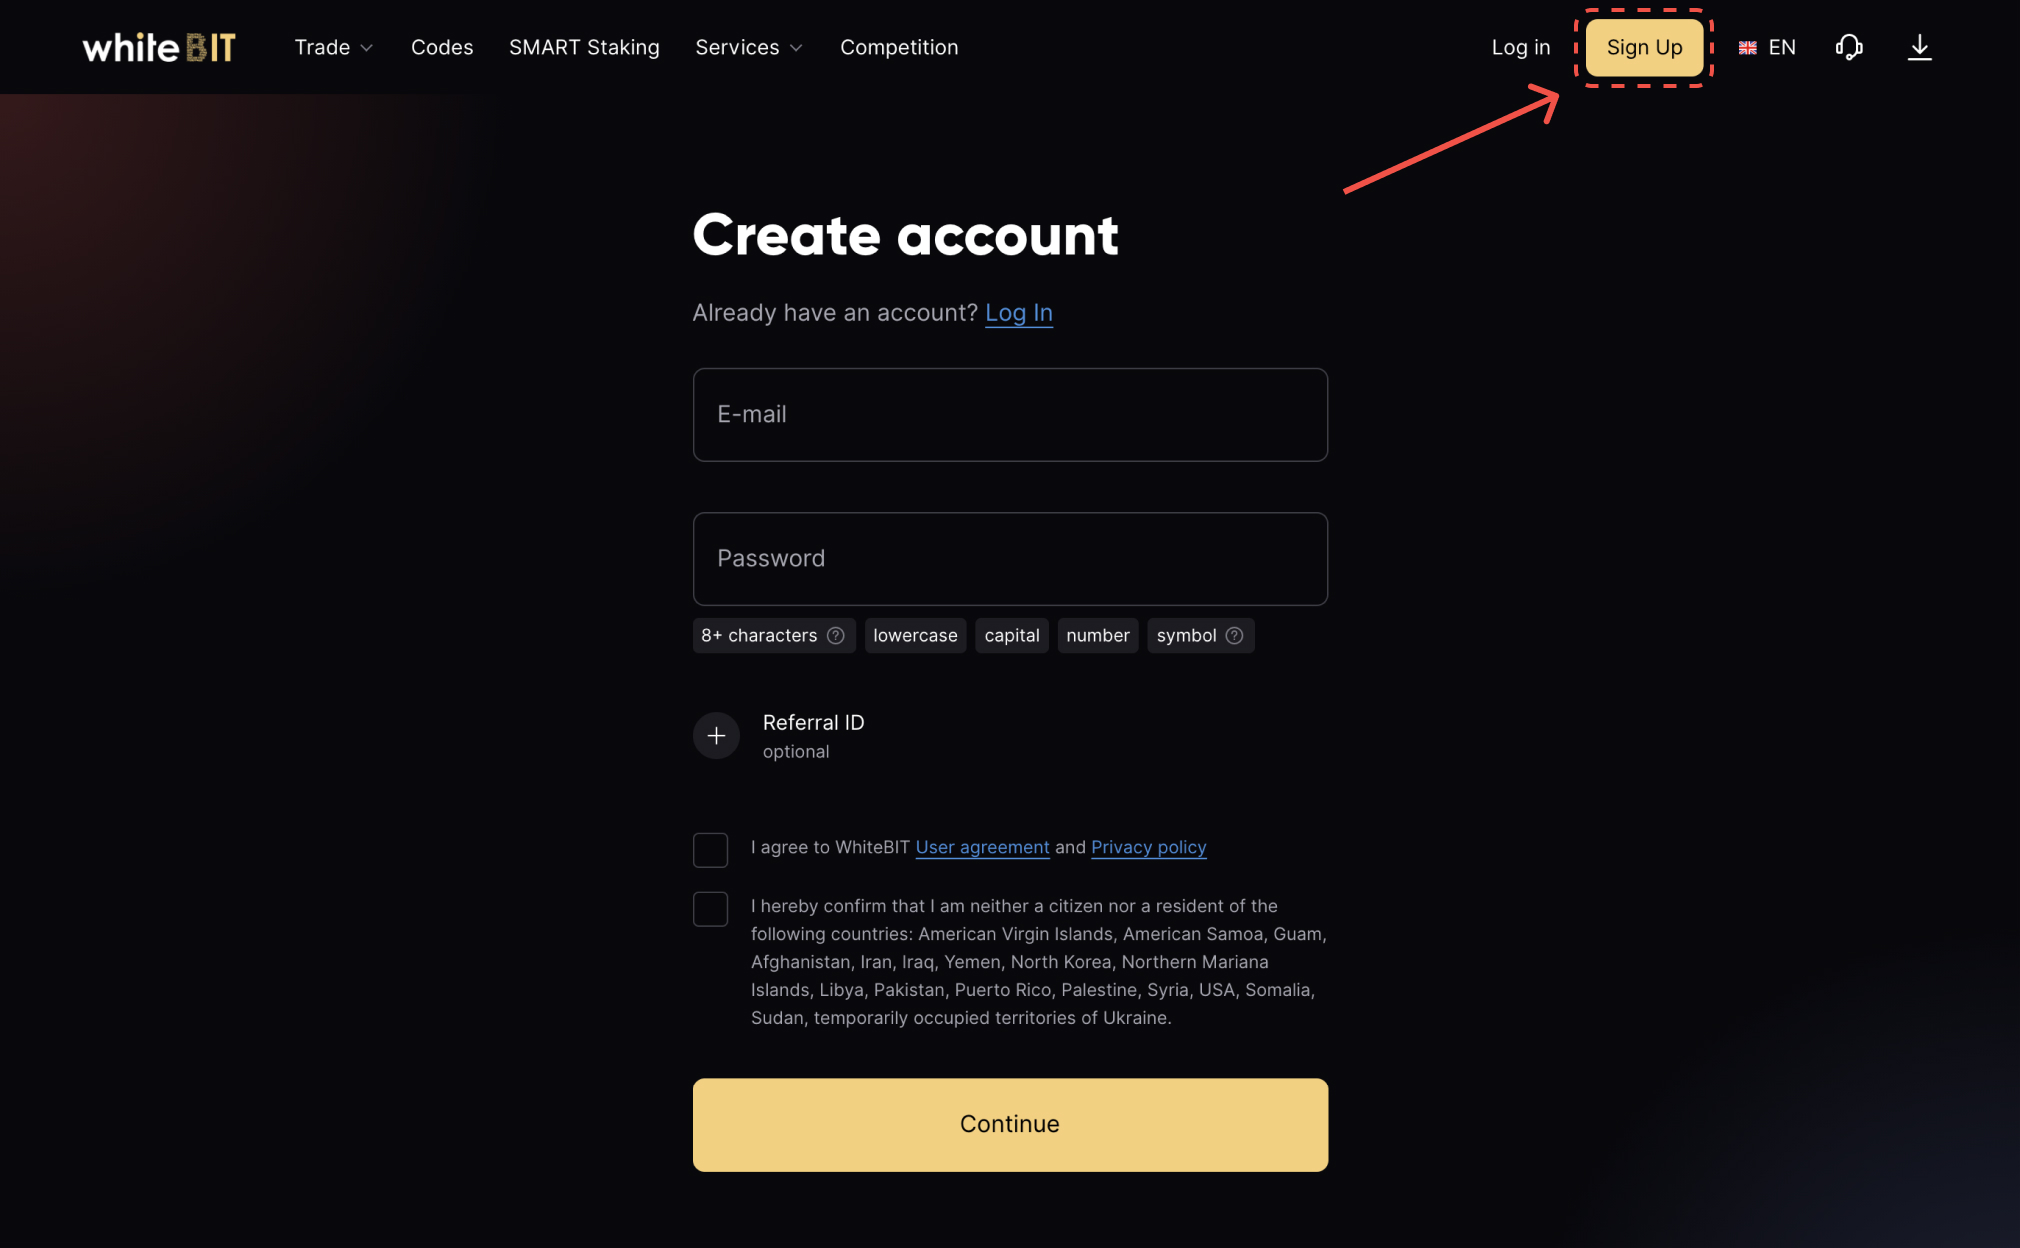 whiteBIT Trade Codes SMART Staking Services Competition Log in Sign Up EN
Create account
Already have an account? Log In
E-mail
Password
8+ characters ? lowercase capital number symbol ?
Referral ID
optional
I agree to WhiteBIT User agreement and Privacy policy
I hereby confirm that I am neither a citizen nor a resident of the
following countries: American Virgin Islands, American Samoa, Guam,
Afghanistan, Iran, Iraq, Yemen, North Korea, Northern Mariana
Islands, Libya, Pakistan, Puerto Rico, Palestine, Syria, USA, Somalia,
Sudan, temporarily occupied territories of Ukraine.
Continue